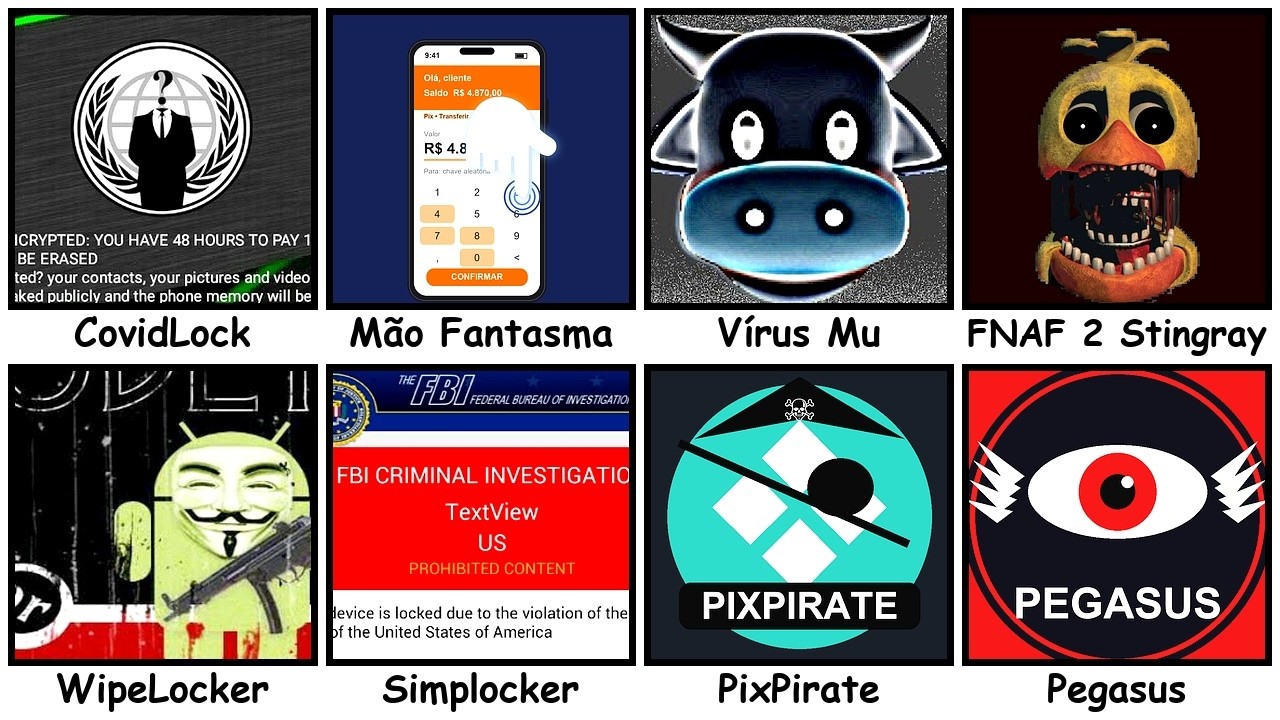 ?
ICRYPTED: YOU HAVE 48 HOURS TO PAY 1
BE ERASED
ted? your contacts, your pictures and video
aked publicly and the phone memory will be
CovidLock
9:41
Olá, cliente
Saldo R$ 4.870,00
Pix • Transferir
Valor
R$ 4.8
Para: chave aleatória
1 2
4 5 6
7 8 9
, 0 <
CONFIRMAR
Mão Fantasma
Vírus Mu
FNAF 2 Stingray
er
WipeLocker
THE FBI FEDERAL BUREAU OF INVESTIGATIO
FBI CRIMINAL INVESTIGATIO
TextView
US
PROHIBITED CONTENT
device is locked due to the violation of the
of the United States of America
Simplocker
PIXPIRATE
PixPirate
PEGASUS
Pegasus